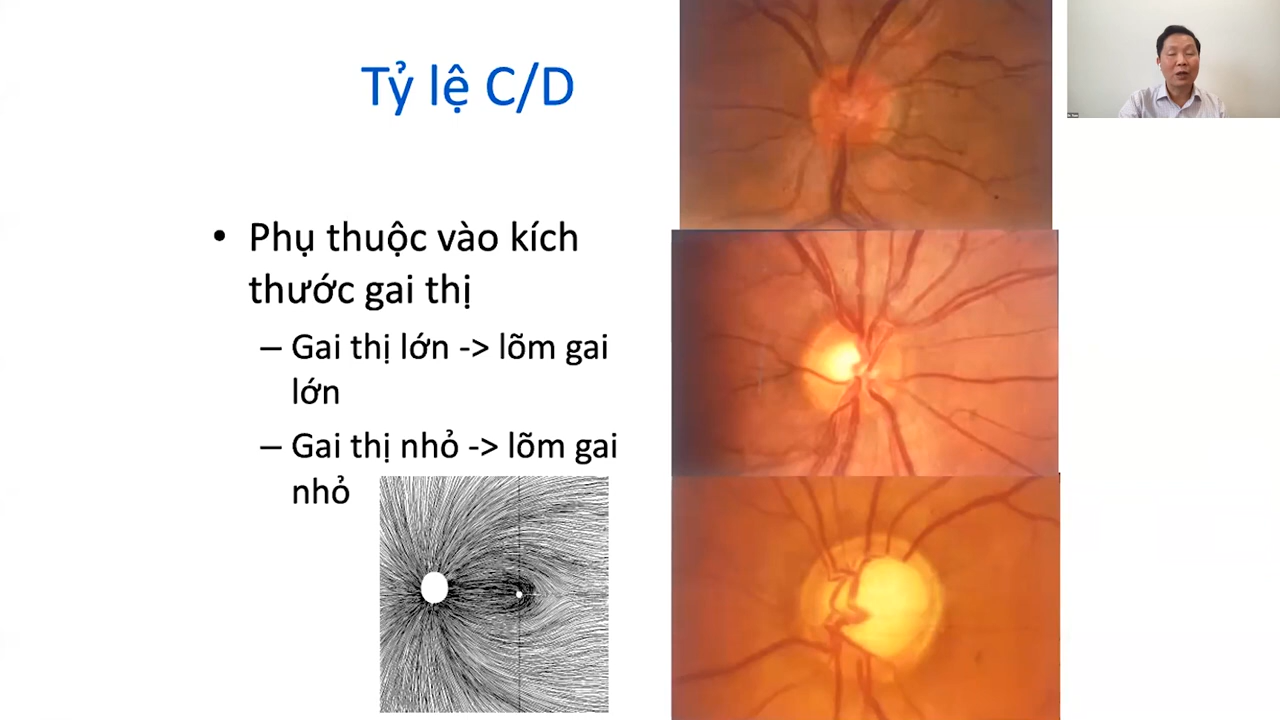 Tỷ lệ C/D
• Phụ thuộc vào kích
thước gai thị
– Gai thị lớn -> lõm gai
lớn
– Gai thị nhỏ -> lõm gai
nhỏ